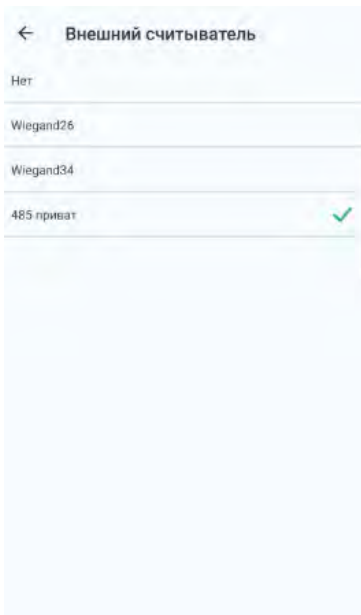 Внешний считыватель
Нет
Wiegand26
Wiegand34
485 приват